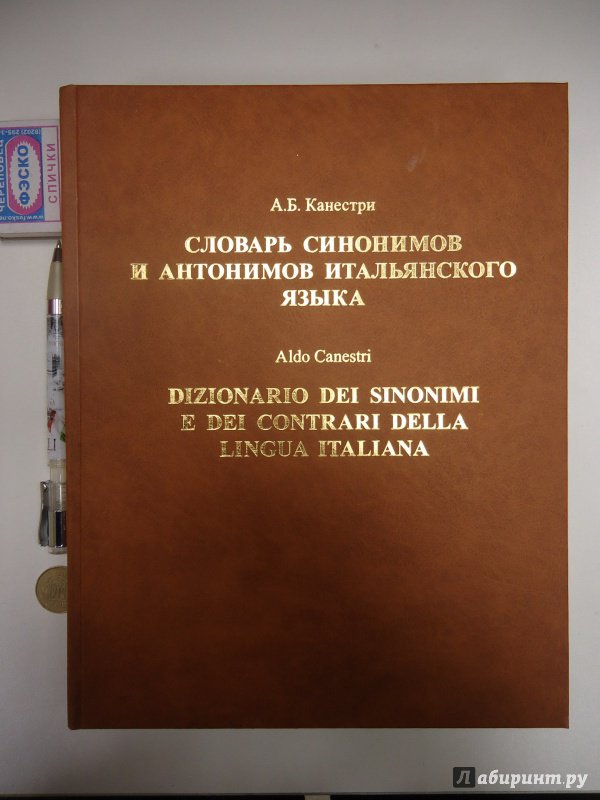 А.Б. Канестри
СЛОВАРЬ СИНОНИМОВ
И АНТОНИМОВ ИТАЛЬЯНСКОГО
ЯЗЫКА
Aldo Canestri
DIZIONARIO DEI SINONIMI
E DEI CONTRARI DELLA
LINGUA ITALIANA
ЧЕРЕПОВЕЦ
ФЭСКО
СПИЧКИ
Лабиринт.ру